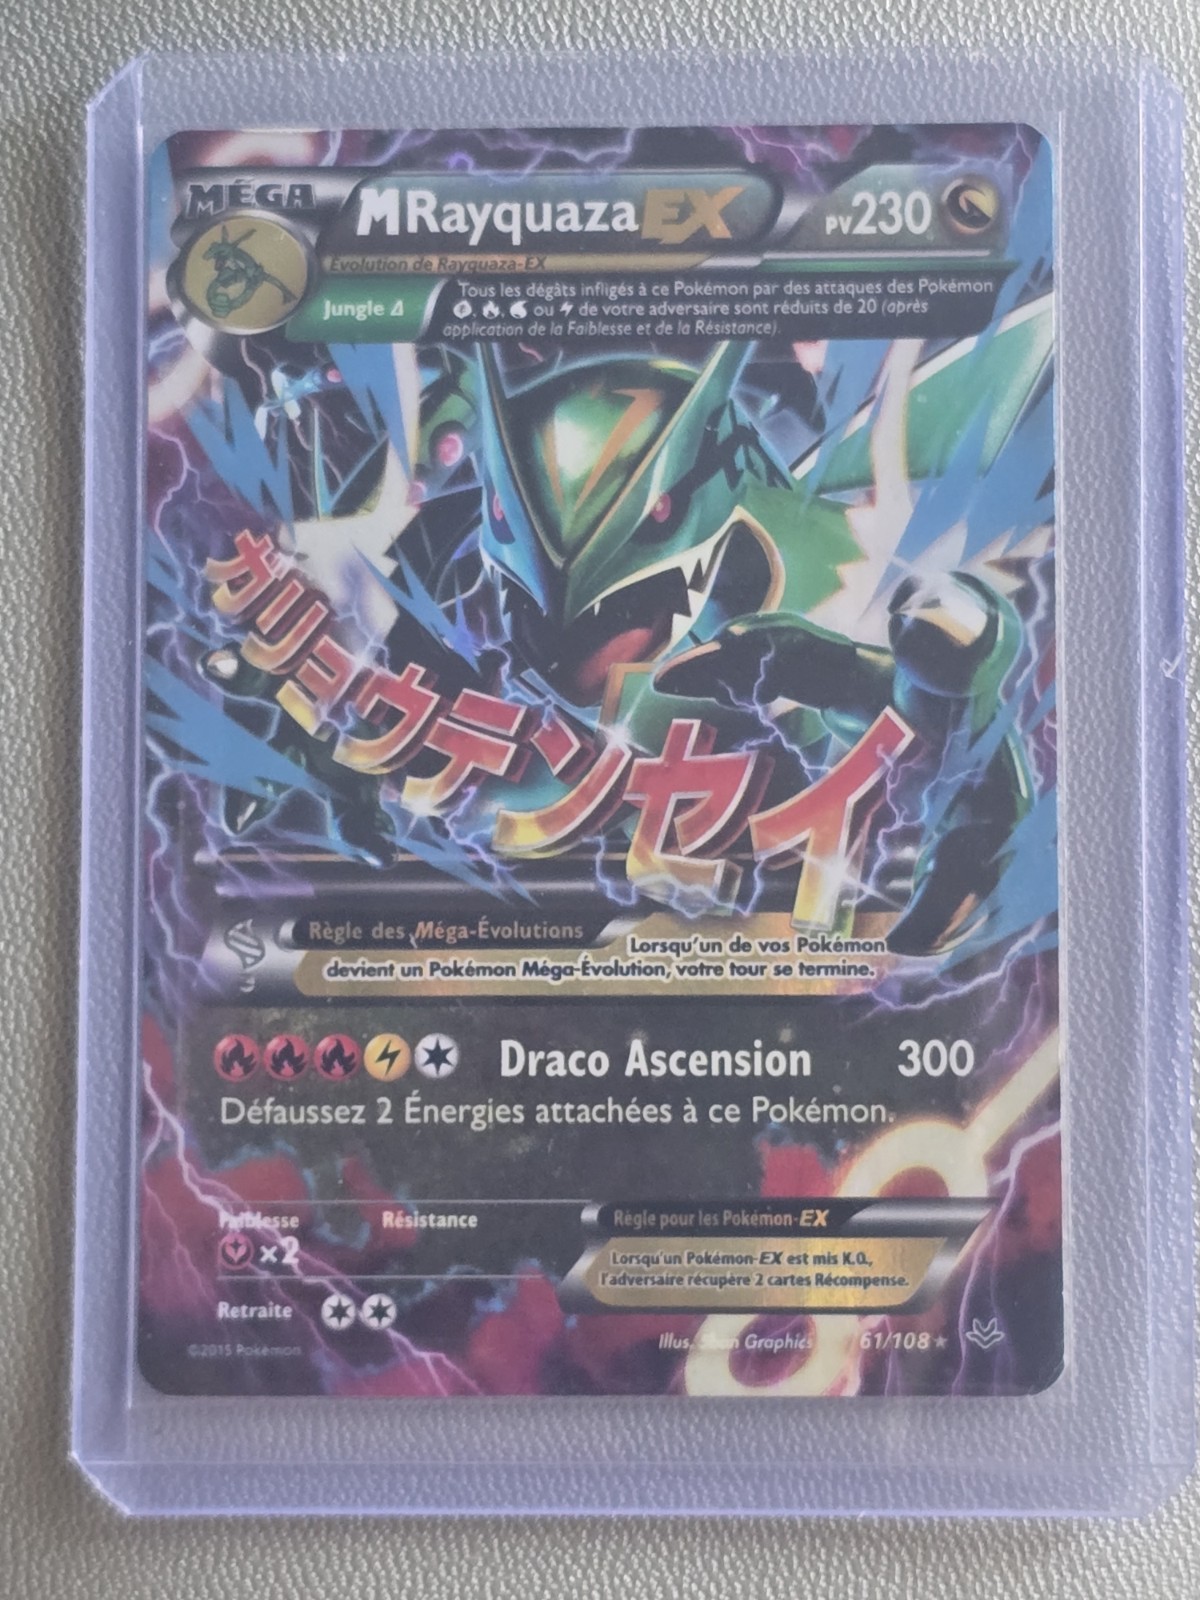 MÉGA
M Rayquaza EX
PV 230
Évolution de Rayquaza-EX
Jungle Δ
Tous les dégâts infligés à ce Pokémon par des attaques des Pokémon
, , ou de votre adversaire sont réduits de 20 (après
application de la Faiblesse et de la Résistance).
ガリョウテンセイ
Règle des Méga-Évolutions
Lorsqu'un de vos Pokémon
devient un Pokémon Méga-Évolution, votre tour se termine.
Draco Ascension 300
Défaussez 2 Énergies attachées à ce Pokémon.
Faiblesse
Résistance
×2
Règle pour les Pokémon-EX
Lorsqu'un Pokémon-EX est mis K.O.,
l'adversaire récupère 2 cartes Récompense.
Retraite
©2015 Pokémon
Illus. 5ban Graphics
61/108 ★